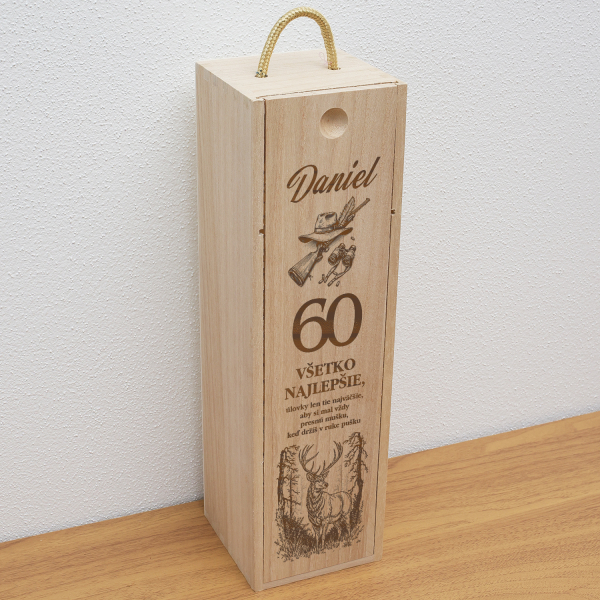 Daniel
60
VŠETKO
NAJLEPŠIE,
úlovky len tie najväčšie,
aby si mal vždy
presnú mušku,
keď držíš v ruke pušku